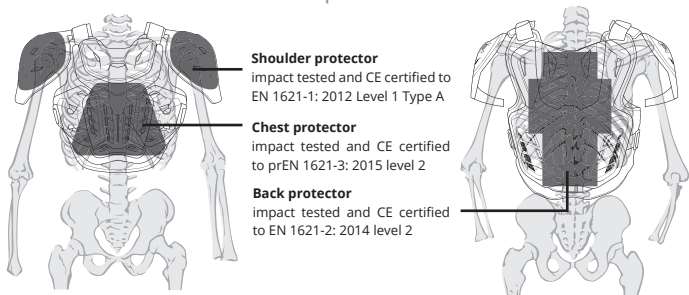 Shoulder protector
impact tested and CE certified to
EN 1621-1: 2012 Level 1 Type A
Chest protector
impact tested and CE certified
to prEN 1621-3: 2015 level 2
Back protector
impact tested and CE certified
to EN 1621-2: 2014 level 2